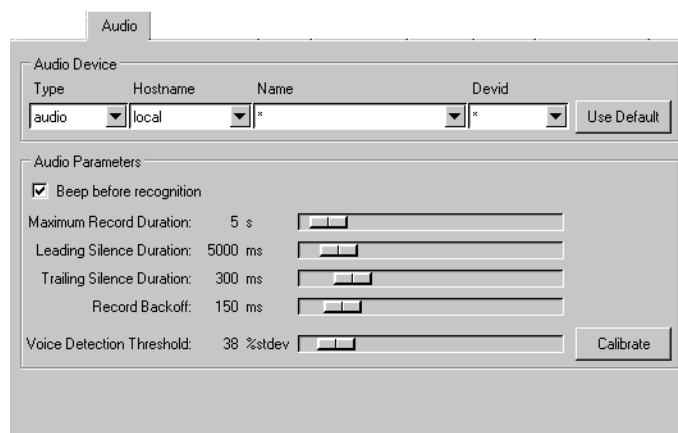 Audio
Audio Device
Type Hostname Name Devid
audio local * * Use Default
Audio Parameters
Beep before recognition
Maximum Record Duration: 5 s
Leading Silence Duration: 5000 ms
Trailing Silence Duration: 300 ms
Record Backoff: 150 ms
Voice Detection Threshold: 38 %stdev Calibrate